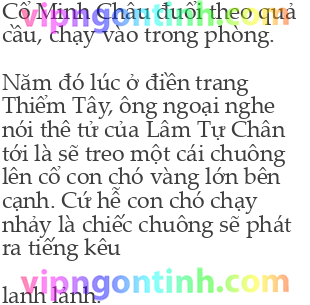 Cố Minh Châu đuổi theo quả
vipngontinh.com
cầu, chạy vào trong phòng.
Năm đó lúc ở điền trang
Thiểm Tây, ông ngoại nghe
nói thê tử của Lâm Tự Chân
tới là sẽ treo một cái chuông
lên cổ con chó vàng lớn bên
cạnh. Cứ hễ con chó chạy
nhảy là chiếc chuông sẽ phát
ra tiếng kêu
vipngontinh.com
lanh lảnh.